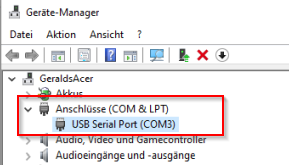 Geräte-Manager
Datei Aktion Ansicht ?
GeraldsAcer
Akkus
Anschlüsse (COM & LPT)
USB Serial Port (COM3)
Audio, Video und Gamecontroller
Audioeingänge und -ausgänge